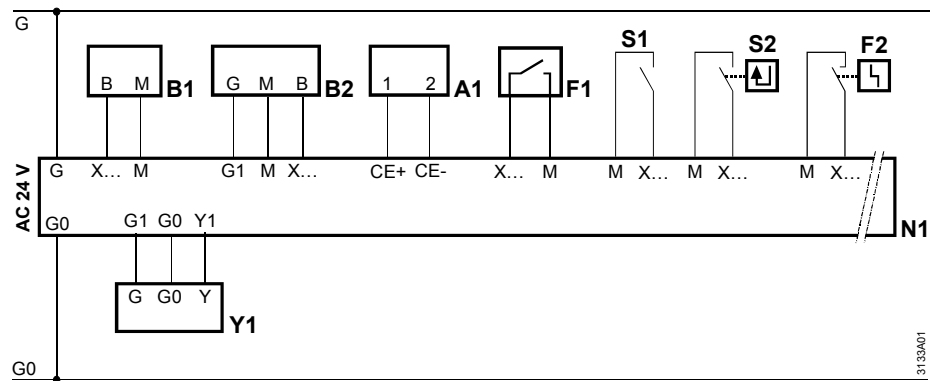 G
S1 S2 F2
B M B1 G M B B2 1 2 A1 F1
AC 24 V
G X... M G1 M X... CE+ CE- X... M M X... M X... M X...
G0 G1 G0 Y1 N1
G G0 Y Y1
G0
3133A01